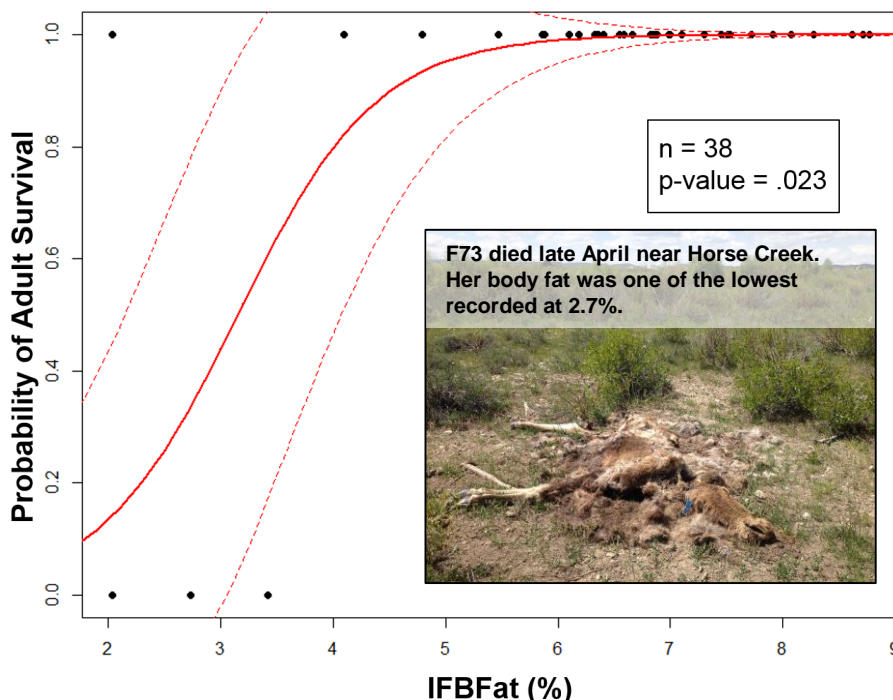 Probability of Adult Survival
1.0
0.8
0.6
0.4
0.2
0.0
n = 38
p-value = .023
F73 died late April near Horse Creek.
Her body fat was one of the lowest
recorded at 2.7%.
2 3 4 5 6 7 8 9
IFBFat (%)